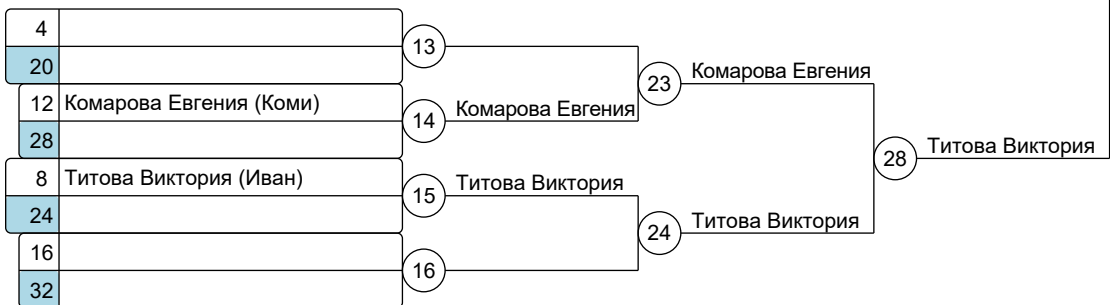 4
13
20
23 Комарова Евгения
12 Комарова Евгения (Коми)
14 Комарова Евгения
28
28 Титова Виктория
8 Титова Виктория (Иван)
15 Титова Виктория
24
24 Титова Виктория
16
16
32